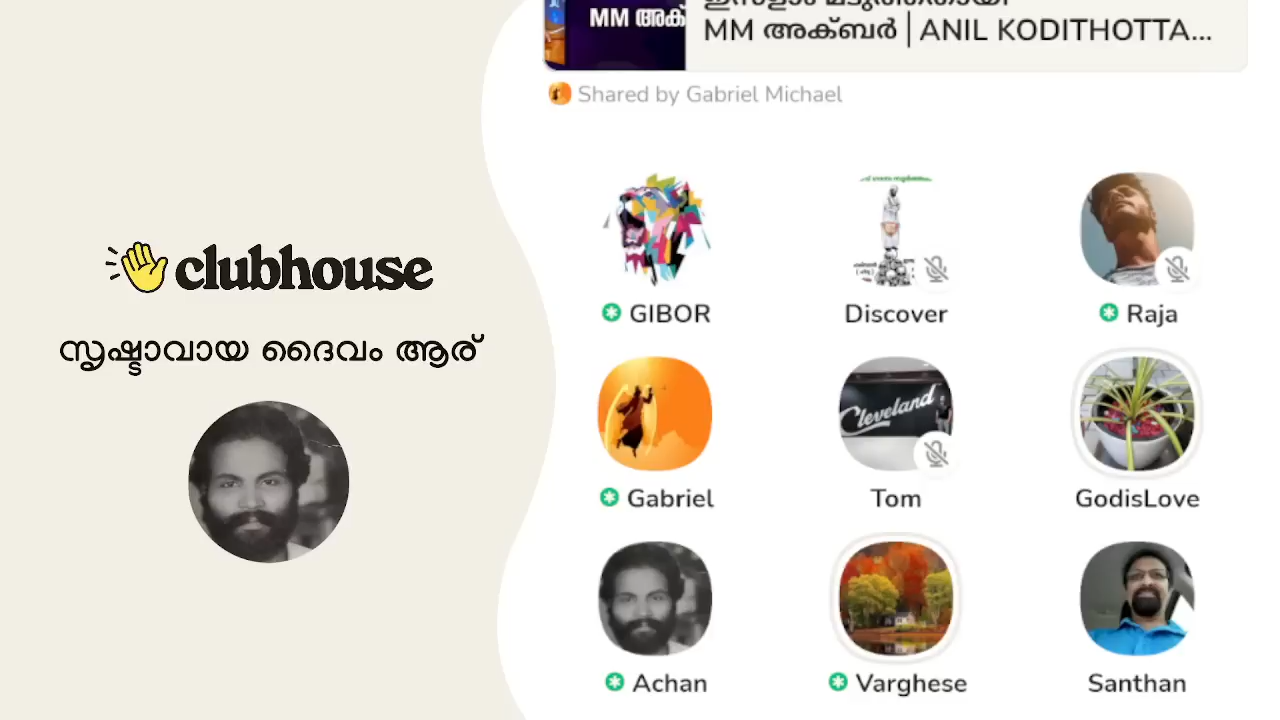 clubhouse
സൃഷ്ടാവായ ദൈവം ആര്
MM അക്
MM അക്ബർ | ANIL KODITHOTTA...
Shared by Gabriel Michael
GIBOR
Discover
Raja
Cleveland
Gabriel
Tom
GodisLove
Achan
Varghese
Santhan